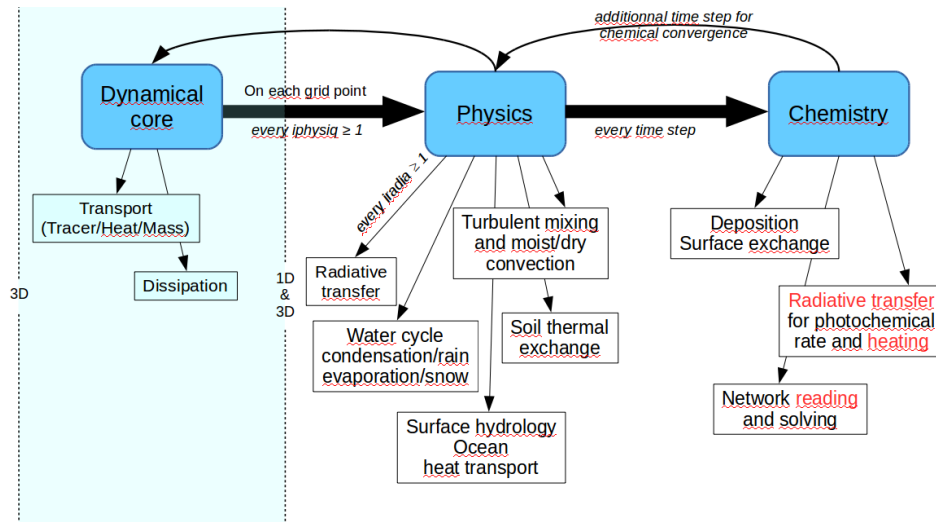 additionnal time step for
chemical convergence
Dynamical
core
On each grid point
every iphysiq ≥ 1
Physics
every time step
Chemistry
every iradia ≥ 1
Transport
(Tracer/Heat/Mass)
Dissipation
3D
1D
&
3D
Radiative
transfer
Turbulent mixing
and moist/dry
convection
Water cycle
condensation/rain
evaporation/snow
Soil thermal
exchange
Surface hydrology
Ocean
heat transport
Deposition
Surface exchange
Radiative transfer
for photochemical
rate and heating
Network reading
and solving